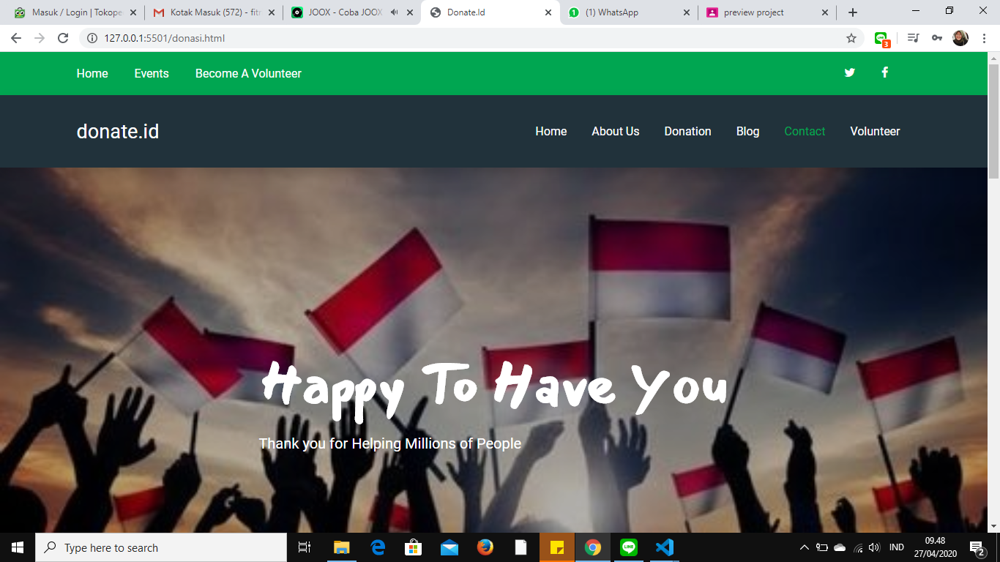 Masuk / Login | Tokope
Kotak Masuk (572) - fitr
JOOX - Coba JOOX
Donate.Id
(1) WhatsApp
preview project
127.0.0.1:5501/donasi.html
3
Home Events Become A Volunteer
donate.id
Home About Us Donation Blog Contact Volunteer
Happy To Have You
Thank you for Helping Millions of People
Type here to search
IND
09.48
27/04/2020
2